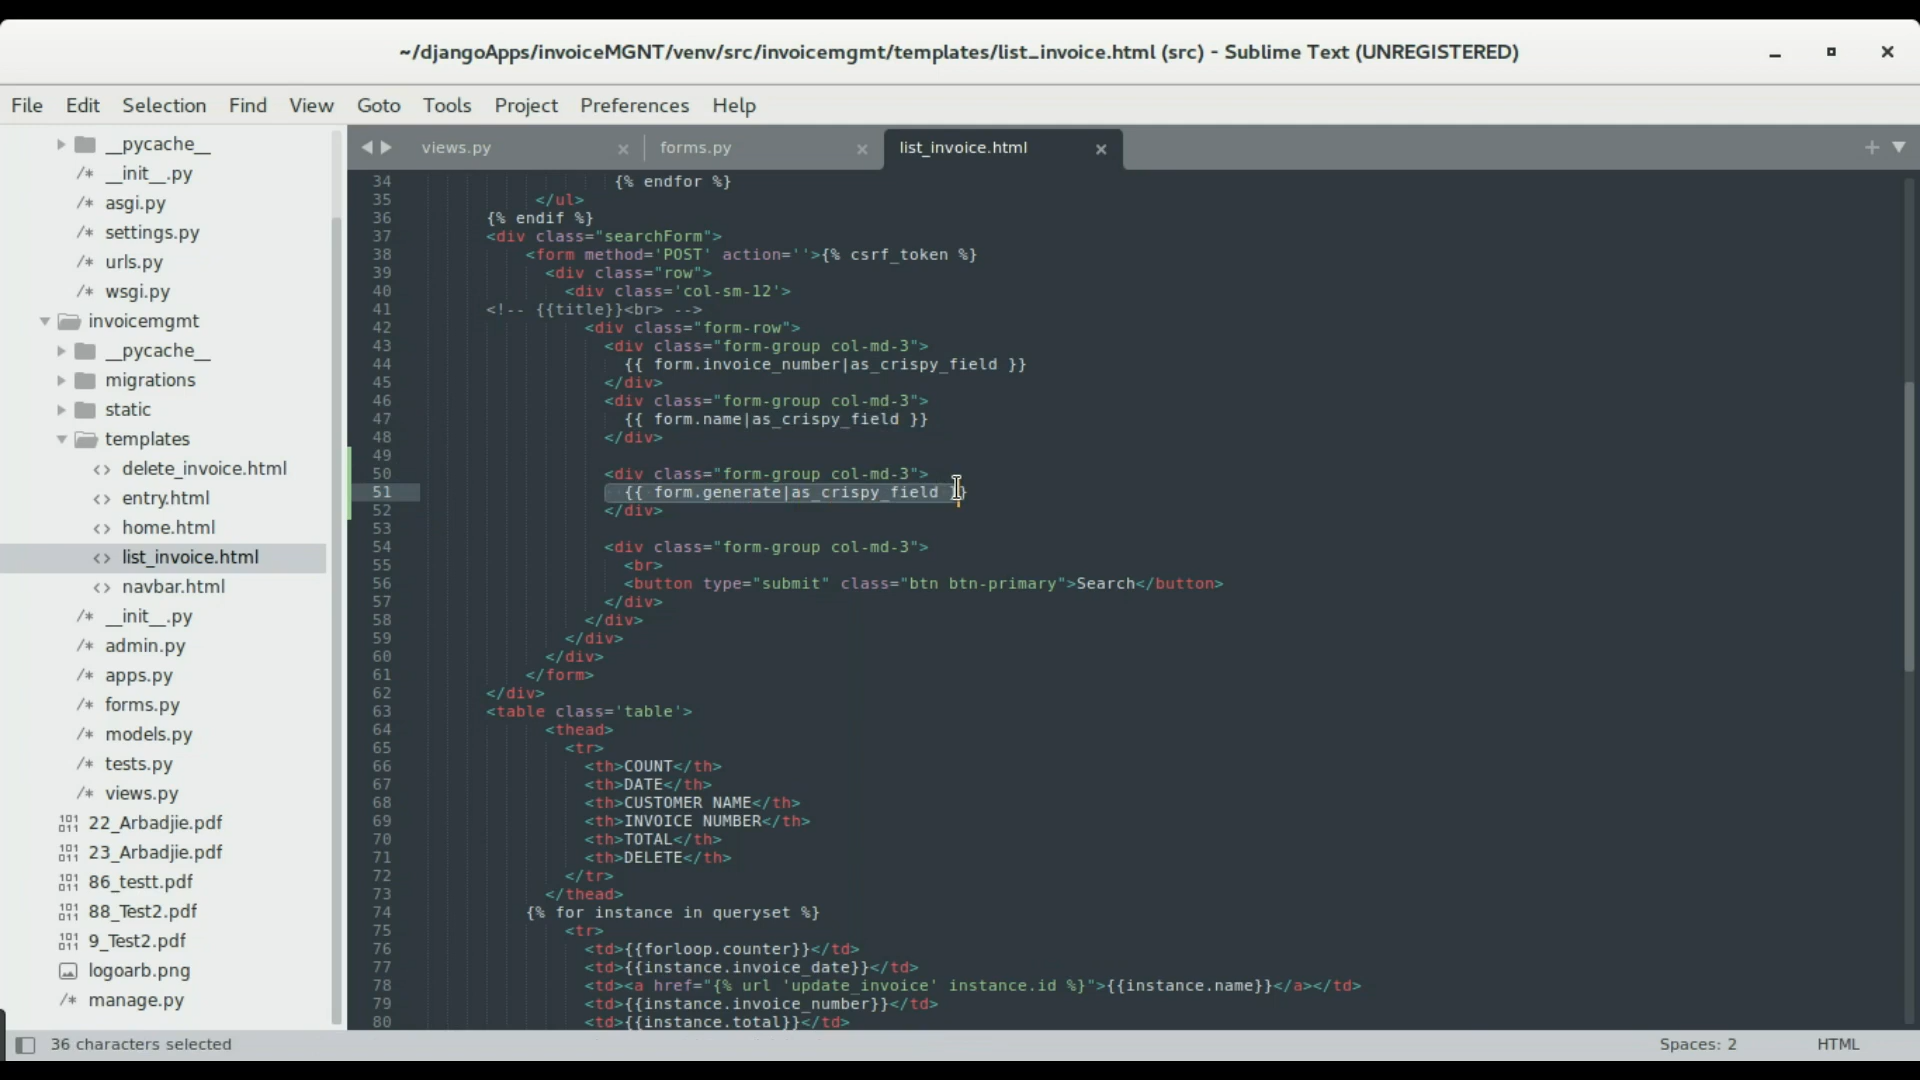 ~/djangoApps/invoiceMGNT/venv/src/invoicemgmt/templates/list_invoice.html (src) - Sublime Text (UNREGISTERED)
File Edit Selection Find View Goto Tools Project Preferences Help
__pycache__
__init__.py
asgi.py
settings.py
urls.py
wsgi.py
invoicemgmt
__pycache__
migrations
static
templates
delete_invoice.html
entry.html
home.html
list_invoice.html
navbar.html
__init__.py
admin.py
apps.py
forms.py
models.py
tests.py
views.py
22_Arbadjie.pdf
23_Arbadjie.pdf
86_testt.pdf
88_Test2.pdf
9_Test2.pdf
logoarb.png
manage.py
views.py forms.py list_invoice.html
34 {% endfor %}
35 </ul>
36 {% endif %}
37 <div class="searchForm">
38 <form method='POST' action=''>{% csrf_token %}
39 <div class="row">
40 <div class='col-sm-12'>
41 <!-- {{title}}<br> -->
42 <div class="form-row">
43 <div class="form-group col-md-3">
44 {{ form.invoice_number|as_crispy_field }}
45 </div>
46 <div class="form-group col-md-3">
47 {{ form.name|as_crispy_field }}
48 </div>
49
50 <div class="form-group col-md-3">
51 {{ form.generate|as_crispy_field }}
52 </div>
53
54 <div class="form-group col-md-3">
55 <br>
56 <button type="submit" class="btn btn-primary">Search</button>
57 </div>
58 </div>
59 </div>
60 </div>
61 </form>
62 </div>
63 <table class='table'>
64 <thead>
65 <tr>
66 <th>COUNT</th>
67 <th>DATE</th>
68 <th>CUSTOMER NAME</th>
69 <th>INVOICE NUMBER</th>
70 <th>TOTAL</th>
71 <th>DELETE</th>
72 </tr>
73 </thead>
74 {% for instance in queryset %}
75 <tr>
76 <td>{{forloop.counter}}</td>
77 <td>{{instance.invoice_date}}</td>
78 <td><a href="{% url 'update_invoice' instance.id %}">{{instance.name}}</a></td>
79 <td>{{instance.invoice_number}}</td>
80 <td>{{instance.total}}</td>
36 characters selected Spaces: 2 HTML